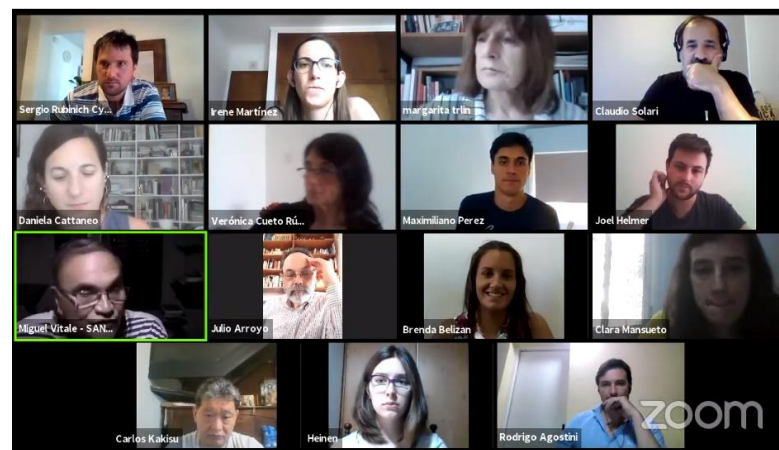 Sergio Rubinich Cy...
Irene Martínez
margarita trlin
Claudio Solari
Daniela Cattaneo
Verónica Cueto Rú...
Maximiliano Perez
Joel Helmer
Miguel Vitale - SAN...
Julio Arroyo
Brenda Belizan
Clara Mansueto
Carlos Kakisu
Heinen
Rodrigo Agostini
zoom